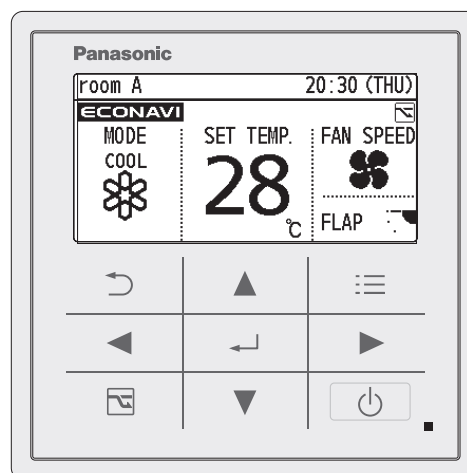 Panasonic
room A 20:30 (THU)
ECONAVI
MODE SET TEMP. FAN SPEED
COOL
28 ℃
FLAP